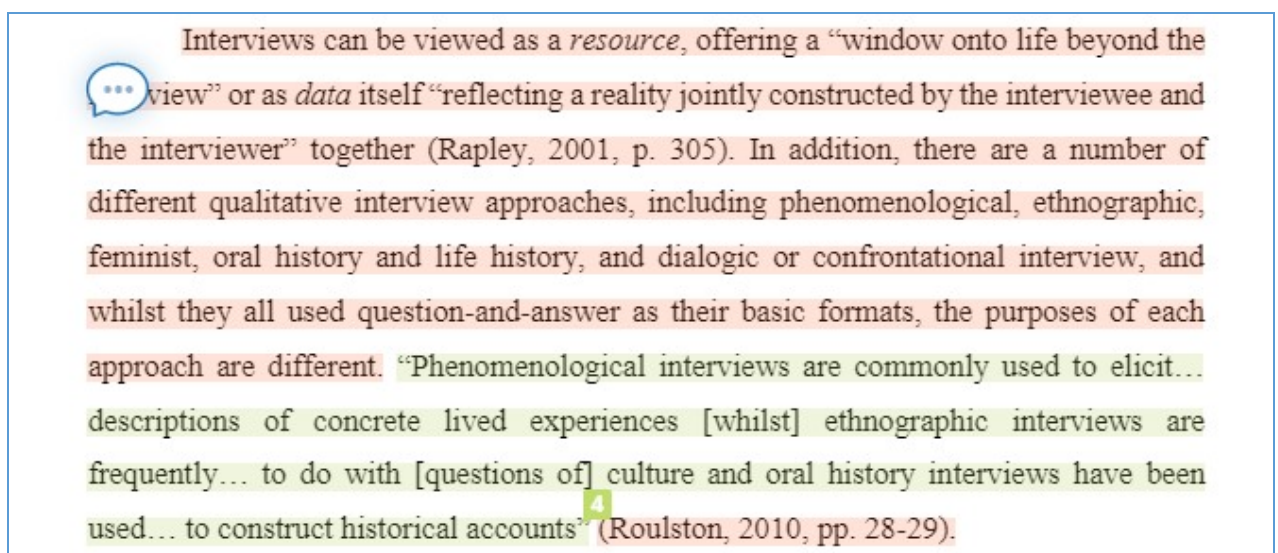 Interviews can be viewed as a resource, offering a “window onto life beyond the
view” or as data itself “reflecting a reality jointly constructed by the interviewee and
the interviewer” together (Rapley, 2001, p. 305). In addition, there are a number of
different qualitative interview approaches, including phenomenological, ethnographic,
feminist, oral history and life history, and dialogic or confrontational interview, and
whilst they all used question-and-answer as their basic formats, the purposes of each
approach are different. “Phenomenological interviews are commonly used to elicit…
descriptions of concrete lived experiences [whilst] ethnographic interviews are
frequently… to do with [questions of] culture and oral history interviews have been
used… to construct historical accounts” 4 (Roulston, 2010, pp. 28-29).